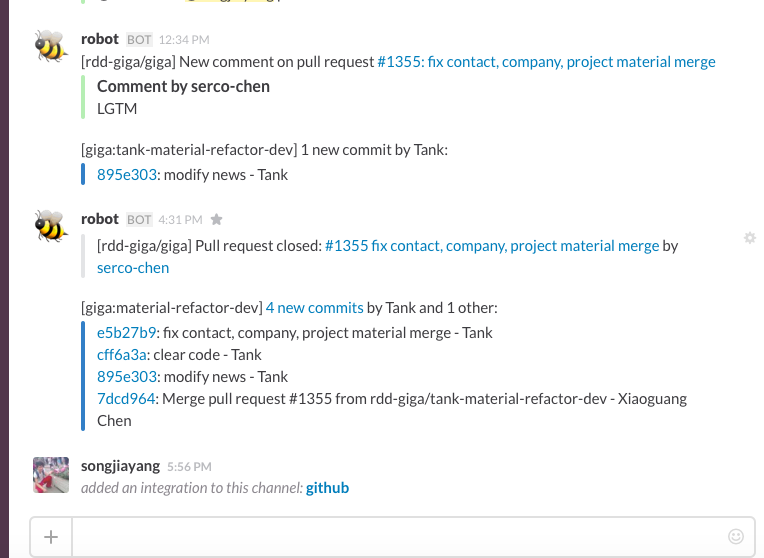 robot BOT 12:34 PM
[rdd-giga/giga] New comment on pull request #1355: fix contact, company, project material merge
Comment by serco-chen
LGTM
[giga:tank-material-refactor-dev] 1 new commit by Tank:
895e303: modify news - Tank
robot BOT 4:31 PM
[rdd-giga/giga] Pull request closed: #1355 fix contact, company, project material merge by
serco-chen
[giga:material-refactor-dev] 4 new commits by Tank and 1 other:
e5b27b9: fix contact, company, project material merge - Tank
cff6a3a: clear code - Tank
895e303: modify news - Tank
7dcd964: Merge pull request #1355 from rdd-giga/tank-material-refactor-dev - Xiaoguang
Chen
songjiayang 5:56 PM
added an integration to this channel: github